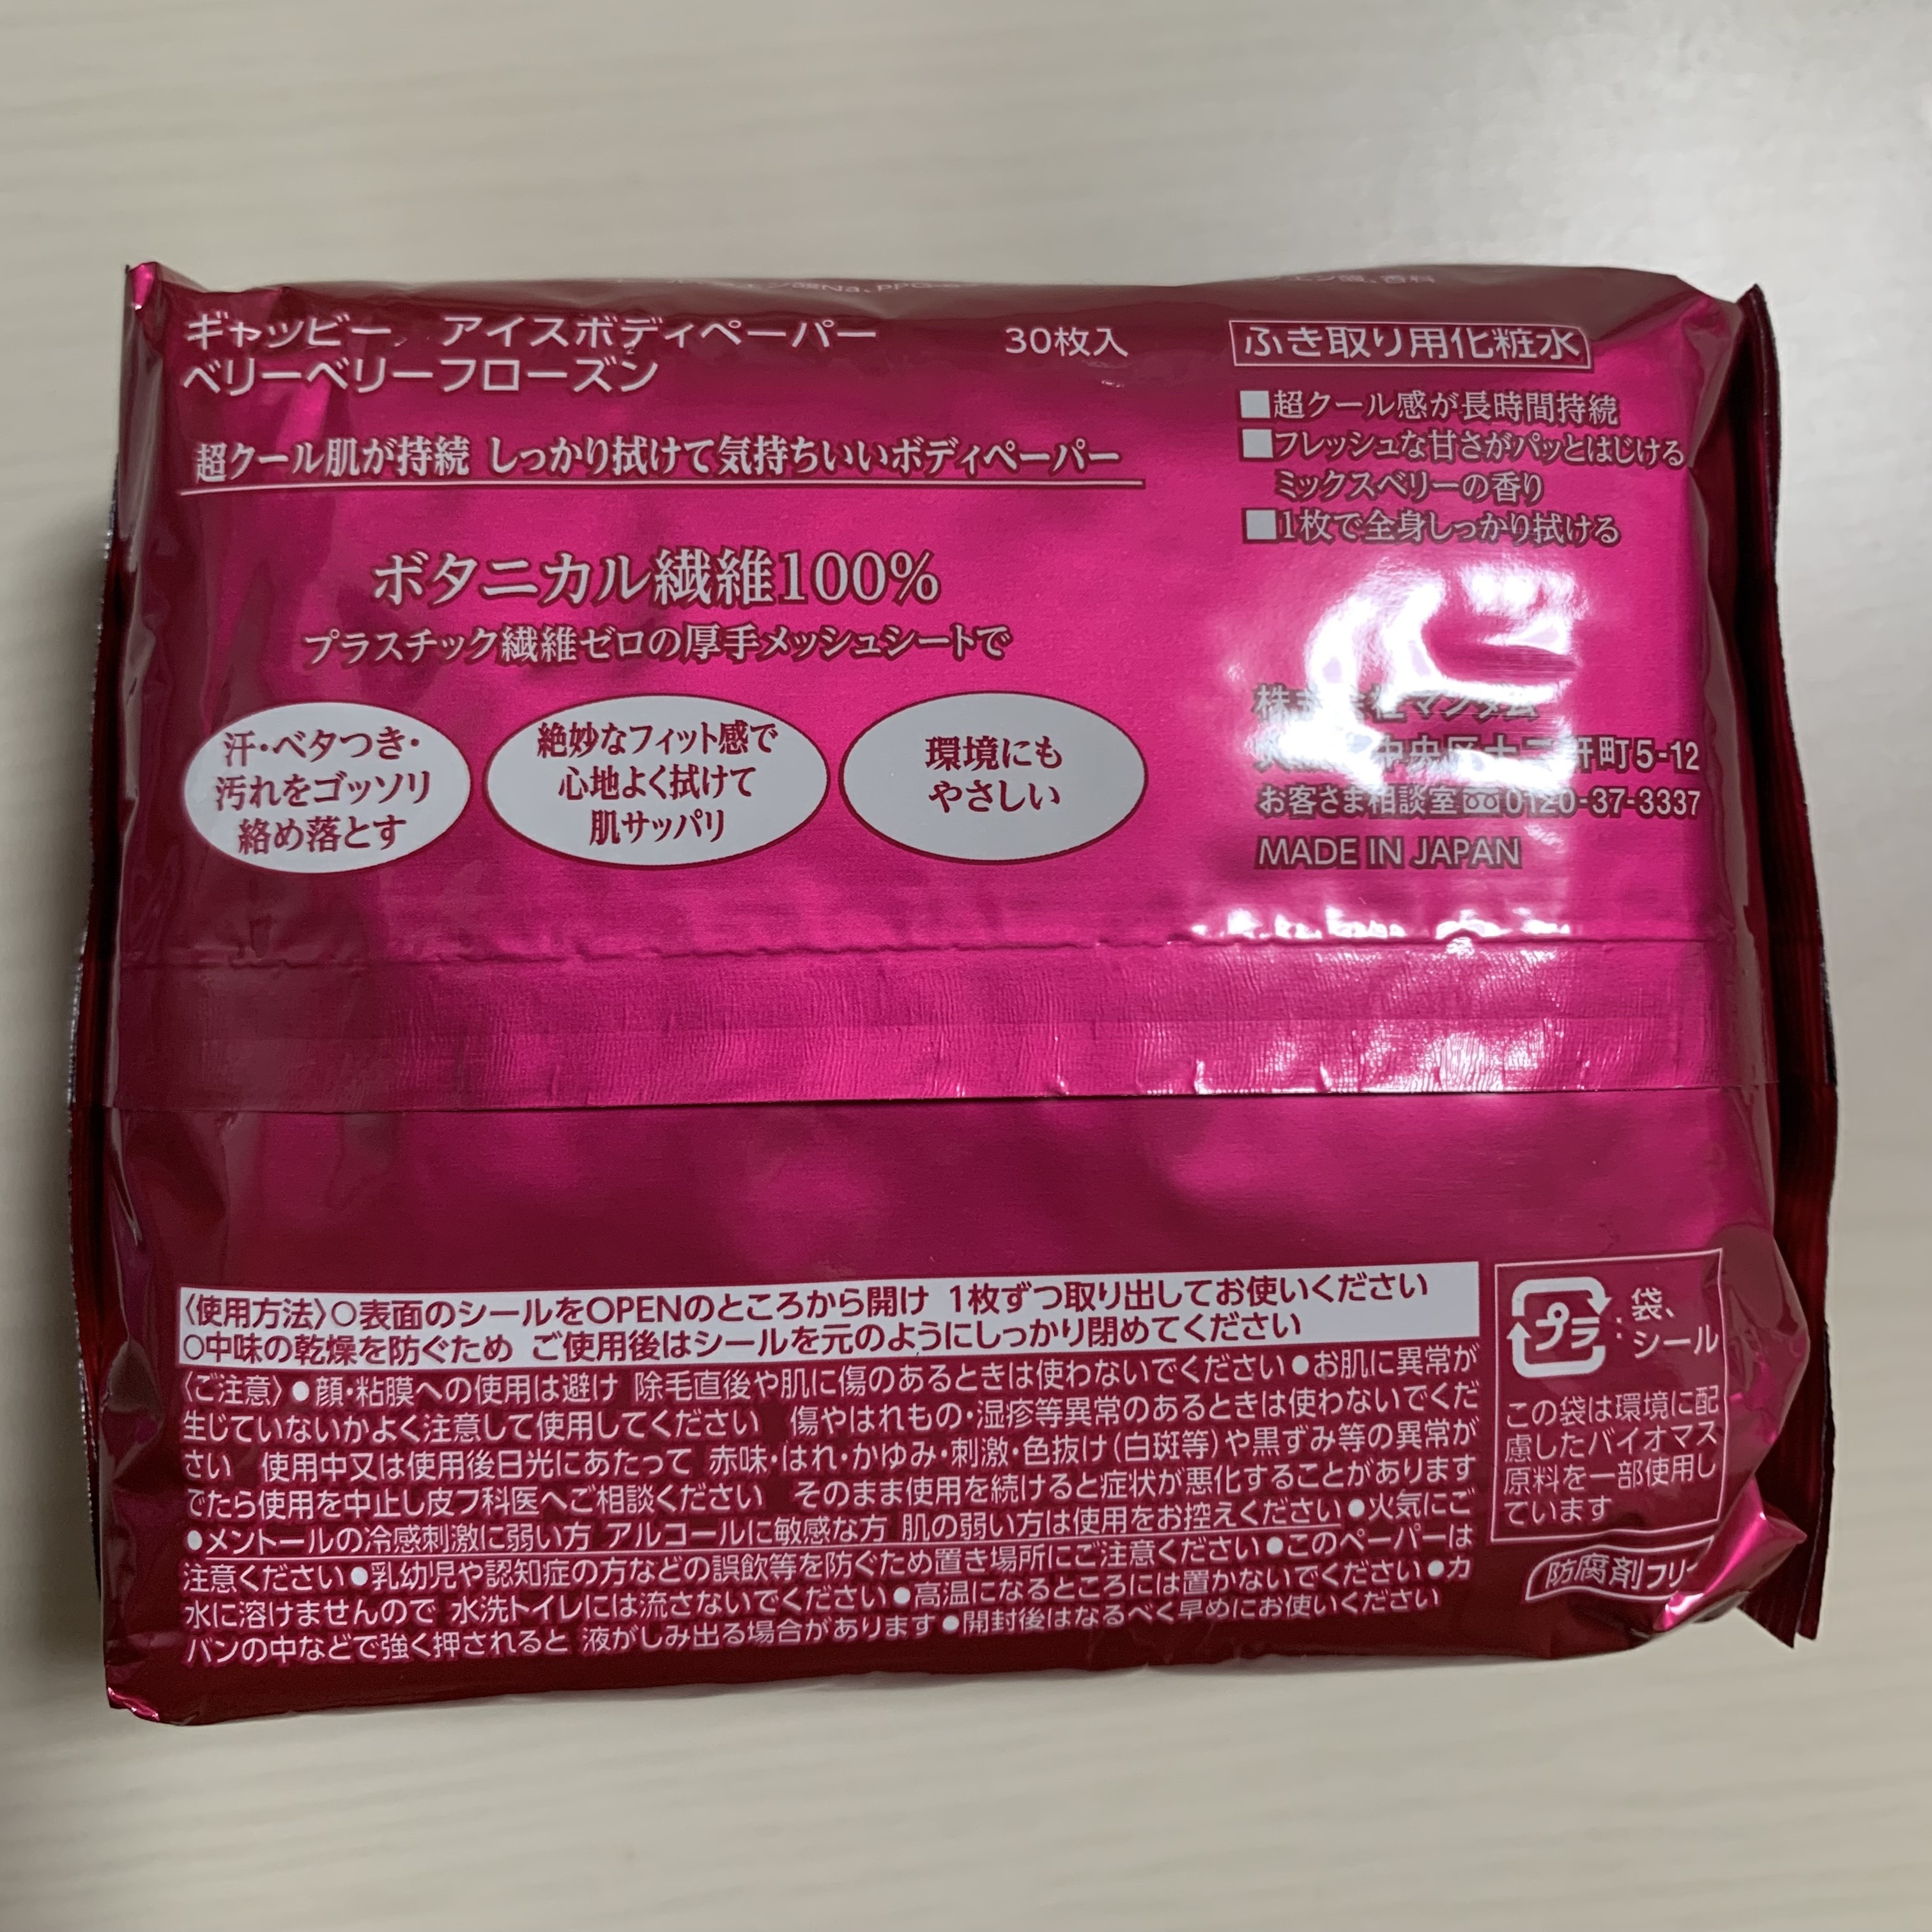 ギャツビー アイスボディペーパー 30枚入
ベリーベリーフローズン
超クール肌が持続 しっかり拭けて気持ちいいボディペーパー
ボタニカル繊維100%
プラスチック繊維ゼロの厚手メッシュシートで
汗・ベタつき・
汚れをゴッソリ
絡め落とす
絶妙なフィット感で
心地よく拭けて
肌サッパリ
環境にも
やさしい
ふき取り用化粧水
■超クール感が長時間持続
■フレッシュな甘さがパッとはじける
ミックスベリーの香り
■1枚で全身しっかり拭ける
マンダム
中央区十二軒町5-12
お客さま相談室 0120-37-3337
MADE IN JAPAN
〈使用方法〉○表面のシールをOPENのところから開け 1枚ずつ取り出してお使いください
○中味の乾燥を防ぐため ご使用後はシールを元のようにしっかり閉めてください
〈ご注意〉●顔・粘膜への使用は避け 除毛直後や肌に傷のあるときは使わないでください●お肌に異常が
生じていないかよく注意して使用してください 傷やはれもの・湿疹等異常のあるときは使わないでくだ
さい 使用中又は使用後日光にあたって 赤味・はれ・かゆみ・刺激・色抜け(白斑等)や黒ずみ等の異常が
でたら使用を中止し皮フ科医へご相談ください そのまま使用を続けると症状が悪化することがあります
●メントールの冷感刺激に弱い方 アルコールに敏感な方 肌の弱い方は使用をお控えください●火気にご
注意ください●乳幼児や認知症の方などの誤飲等を防ぐため置き場所にご注意ください●このペーパーは
水に溶けませんので 水洗トイレには流さないでください●高温になるところには置かないでください●カ
バンの中などで強く押されると 液がしみ出る場合があります●開封後はなるべく早めにお使いください
プラ:袋、
シール
この袋は環境に配
慮したバイオマス
原料を一部使用し
ています
防腐剤フリー